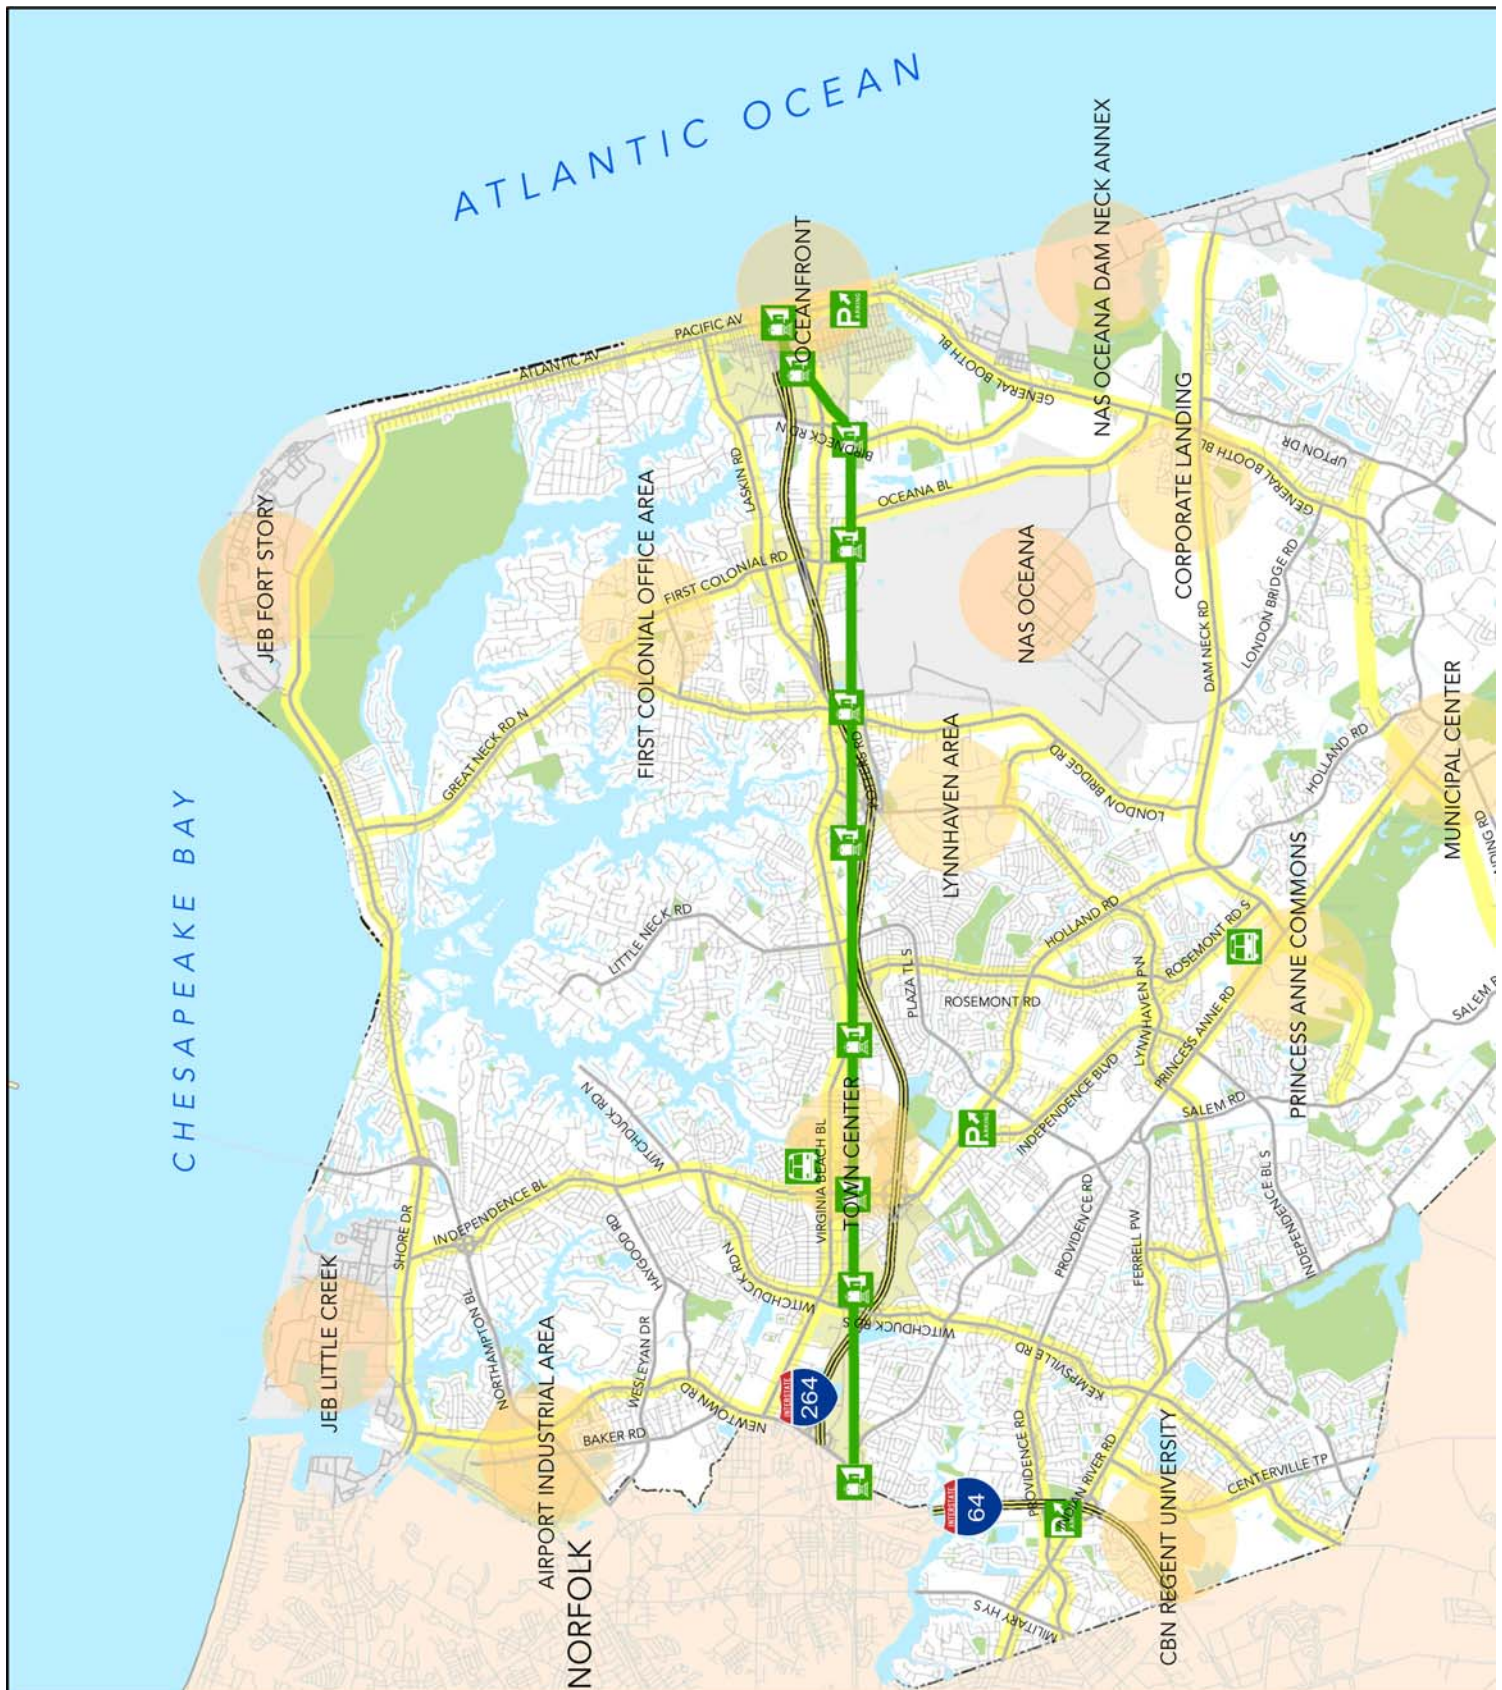 ATLANTIC OCEAN
CHESAPEAKE BAY
JEB FORT STORY
JEB LITTLE CREEK
AIRPORT INDUSTRIAL AREA
NORFOLK
FIRST COLONIAL OFFICE AREA
OCEANFRONT
NAS OCEANA DAM NECK ANNEX
CORPORATE LANDING
NAS OCEANA
LYNNHAVEN AREA
TOWN CENTER
PRINCESS ANNE COMMONS
MUNICIPAL CENTER
CBN REGENT UNIVERSITY
ATLANTIC AV
PACIFIC AV
LASKIN RD
BIRDNECK RD N
GENERAL BOOTH BL
GENERAL BOOTH BL
OCEANA BL
UPTON DR
FIRST COLONIAL RD
GREAT NECK RD N
LONDON BRIDGE RD
LONDON BRIDGE RD
DAM NECK RD
HOLLAND RD
HOLLAND RD
LITTLE NECK RD
PLAZA TL S
ROSEMONT RD
ROSEMONT RD S
LYNNHAVEN PW
PRINCESS ANNE RD
INDEPENDENCE BLVD
SALEM RD
INDEPENDENCE BL S
PROVIDENCE RD
FERRELL PW
VIRGINIA BEACH BL
WITCHDUCK RD N
WITCHDUCK RD N
WITCHDUCK RD S
WITCHDUCK RD S
INDEPENDENCE BL
SHORE DR
HAYGOOD RD
NORTHAMPTON BL
WESLEYAN DR
BAKER RD
NEWTOWN RD
INTERSTATE
264
INTERSTATE
64
KEMPSVILLE RD
PROVIDENCE RD
INDIAN RIVER RD
CENTERVILLE TP
MILITARY HY S
P
PARKING
P
PARKING
P
PARKING